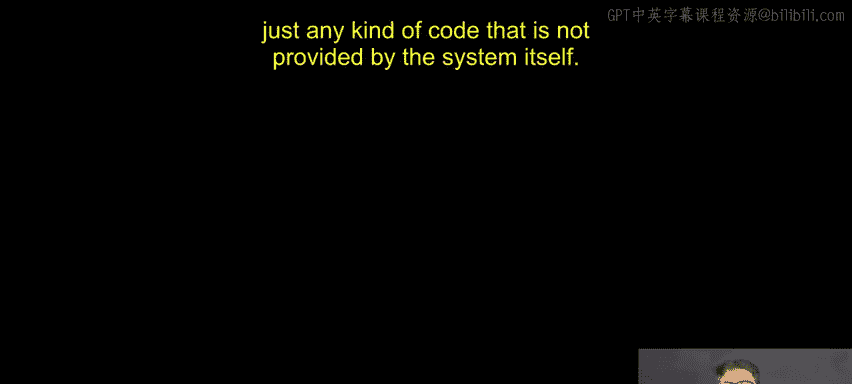 GPT中英字幕课程资源@bilibili.com
just any kind of code that is not
provided by the system itself.